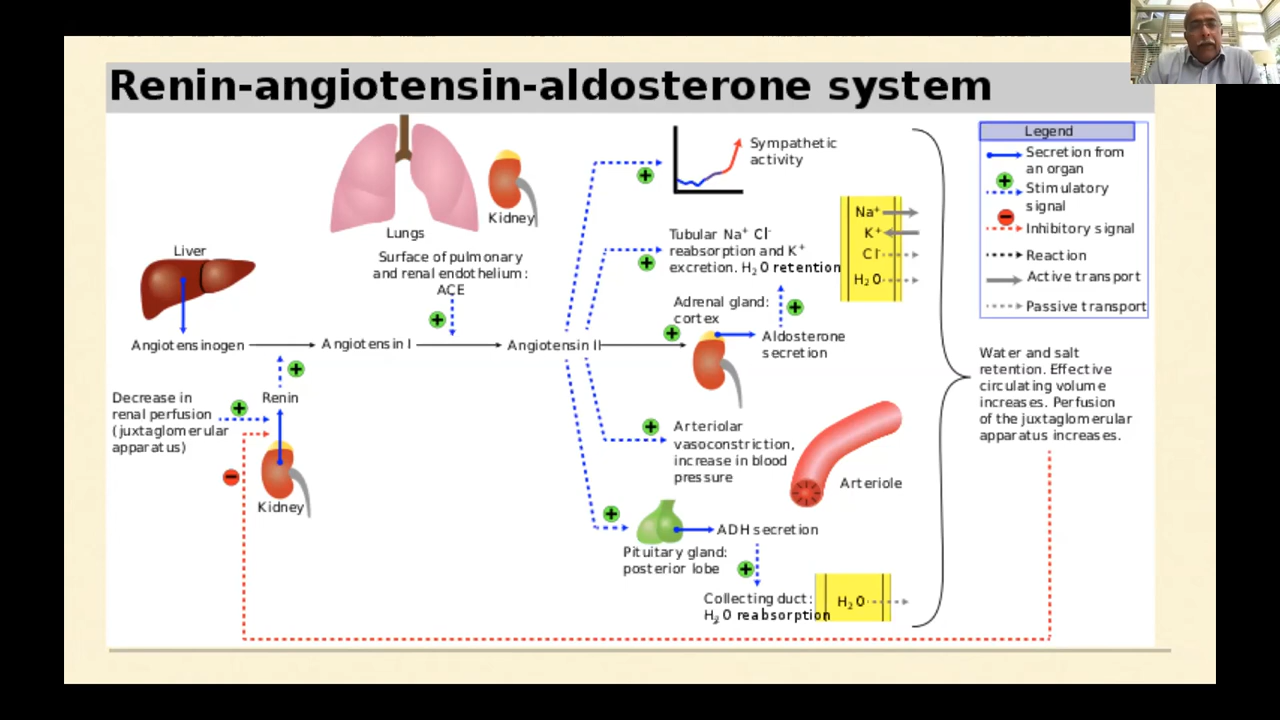 Renin-angiotensin-aldosterone system
Lungs
Kidney
Liver
Surface of pulmonary
and renal endothelium:
ACE
Angiotensinogen
Angiotensin I
Angiotensin II
Decrease in
renal perfusion
(juxtaglomerular
apparatus)
Renin
Kidney
Sympathetic
activity
Tubular Na⁺ Cl⁻
reabsorption and K⁺
excretion. H₂O retention
Na⁺
K⁺
Cl⁻
H₂O
Adrenal gland:
cortex
Aldosterone
secretion
Arteriolar
vasoconstriction,
increase in blood
pressure
Arteriole
ADH secretion
Pituitary gland:
posterior lobe
Collecting duct:
H₂O reabsorption
H₂O
Legend
Secretion from
an organ
Stimulatory
signal
Inhibitory signal
Reaction
Active transport
Passive transport
Water and salt
retention. Effective
circulating volume
increases. Perfusion
of the juxtaglomerular
apparatus increases.